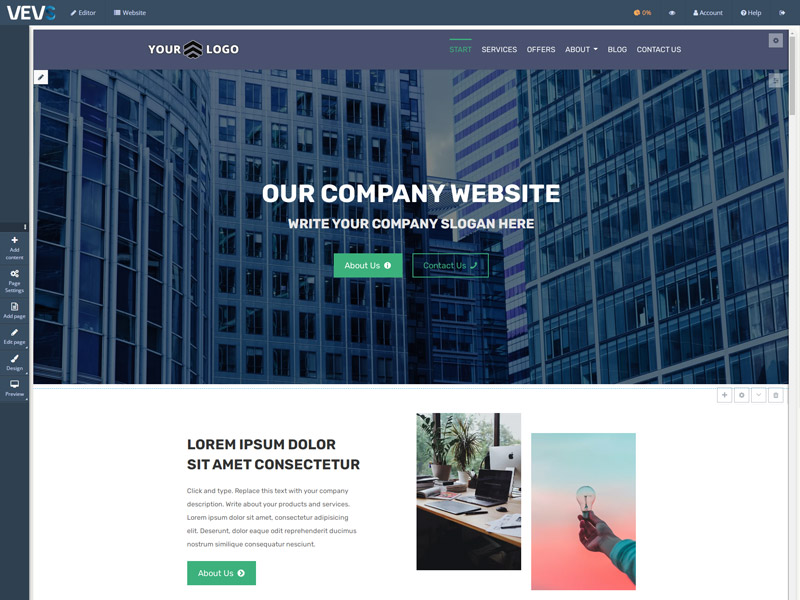 VEV
Editor
Website
0%
Account
Help
YOUR LOGO
START
SERVICES
OFFERS
ABOUT
BLOG
CONTACT US
Add
content
Page
Settings
Add page
Edit page
Design
Preview
OUR COMPANY WEBSITE
WRITE YOUR COMPANY SLOGAN HERE
About Us
Contact Us
LOREM IPSUM DOLOR
SIT AMET CONSECTETUR
Click and type. Replace this text with your company
description. Write about your products and services.
Lorem ipsum dolor sit amet, consectetur adipisicing
elit. Deserunt, dolor eaque odit reprehenderit ducimus
nostrum similique consequatur nesciunt.
About Us